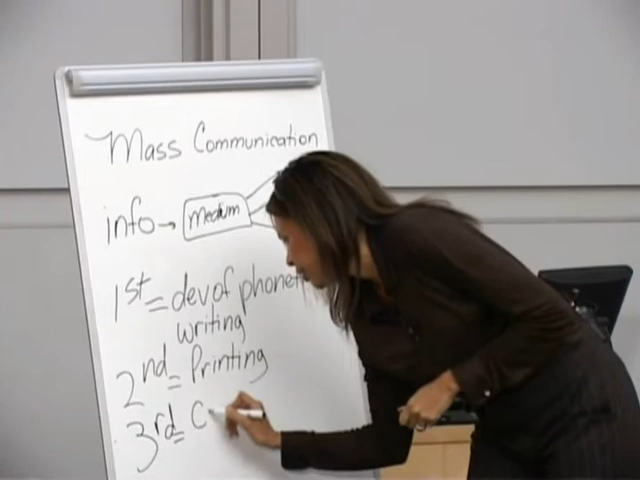 Mass Communication
info → medium
1st = dev of phonet
writing
2nd = Printing
3rd = C